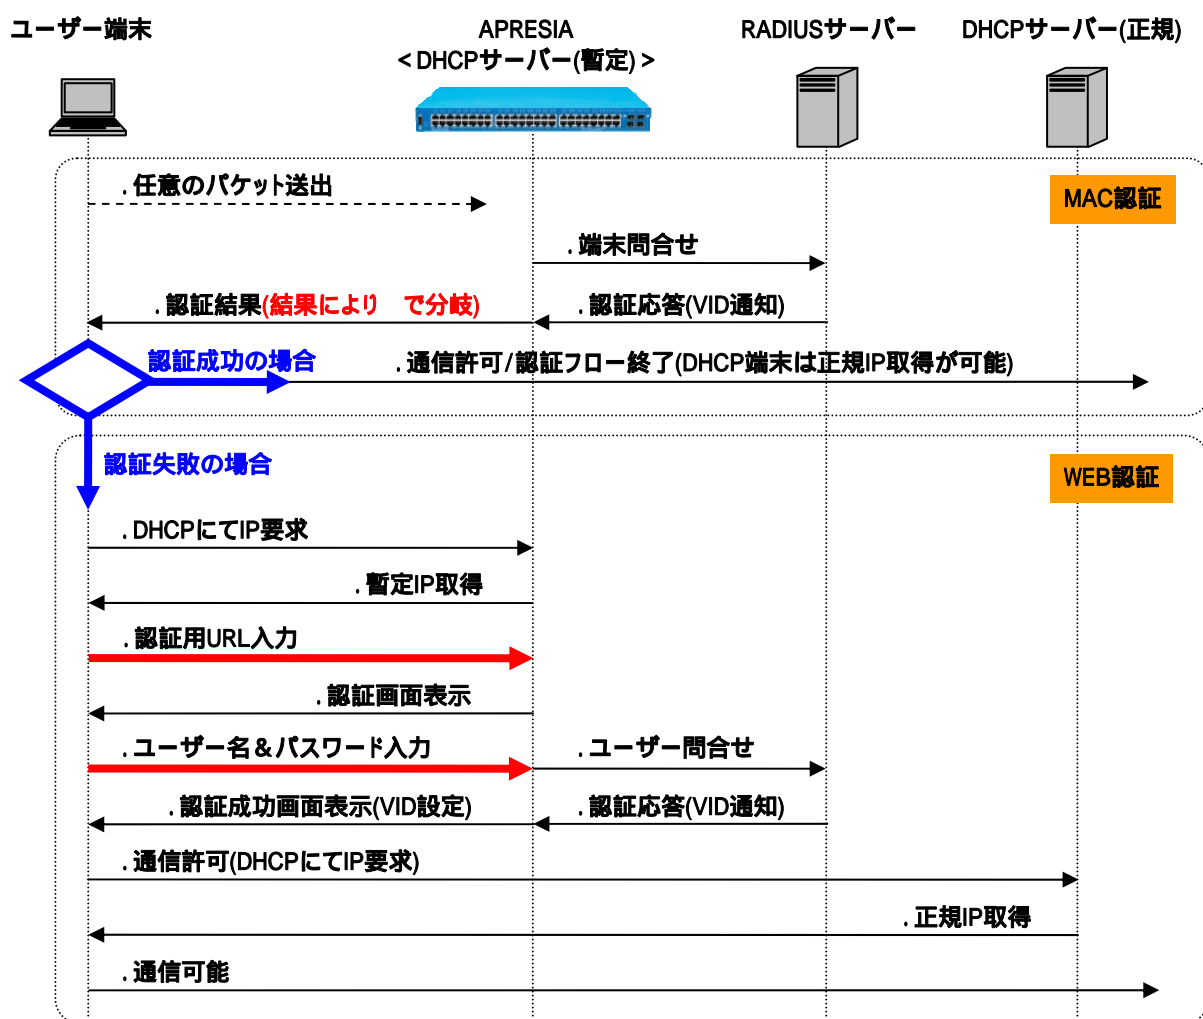 ユーザー端末
APRESIA
RADIUSサーバー
DHCPサーバー(正規)
<DHCPサーバー(暫定)>
.任意のパケット送出
MAC認証
.端末問合せ
.認証結果(結果により で分岐)
.認証応答(VID通知)
認証成功の場合
.通信許可/認証フロー終了(DHCP端末は正規IP取得が可能)
認証失敗の場合
WEB認証
.DHCPにてIP要求
.暫定IP取得
.認証用URL入力
.認証画面表示
.ユーザー名&パスワード入力
.ユーザー問合せ
.認証成功画面表示(VID設定)
.認証応答(VID通知)
.通信許可(DHCPにてIP要求)
.正規IP取得
.通信可能